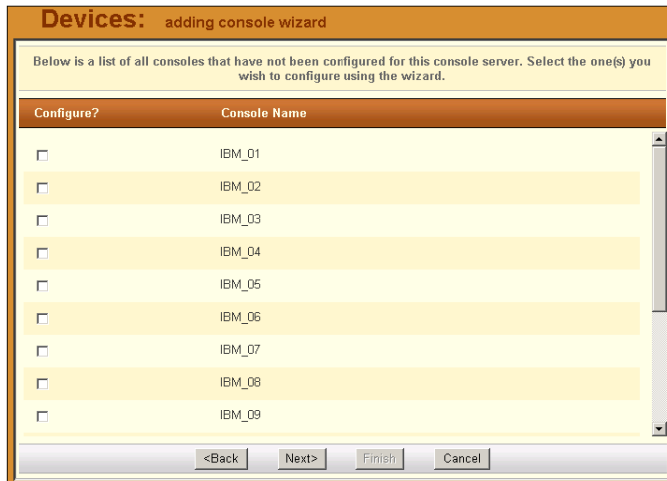 Devices: adding console wizard
Below is a list of all consoles that have not been configured for this console server. Select the one(s) you
wish to configure using the wizard.
Configure? Console Name
IBM_01
IBM_02
IBM_03
IBM_04
IBM_05
IBM_06
IBM_07
IBM_08
IBM_09
<Back Next> Finish Cancel